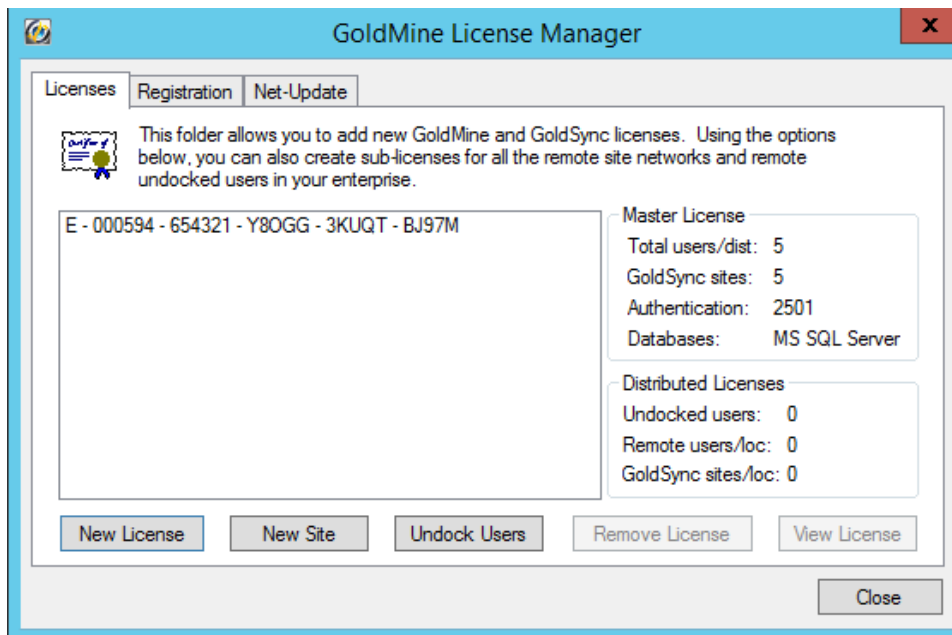 GoldMine License Manager
x
Licenses
Registration
Net-Update
This folder allows you to add new GoldMine and GoldSync licenses. Using the options
below, you can also create sub-licenses for all the remote site networks and remote
undocked users in your enterprise.
E - 000594 - 654321 - Y8OGG - 3KUQT - BJ97M
Master License
Total users/dist: 5
GoldSync sites: 5
Authentication: 2501
Databases: MS SQL Server
Distributed Licenses
Undocked users: 0
Remote users/loc: 0
GoldSync sites/loc: 0
New License
New Site
Undock Users
Remove License
View License
Close